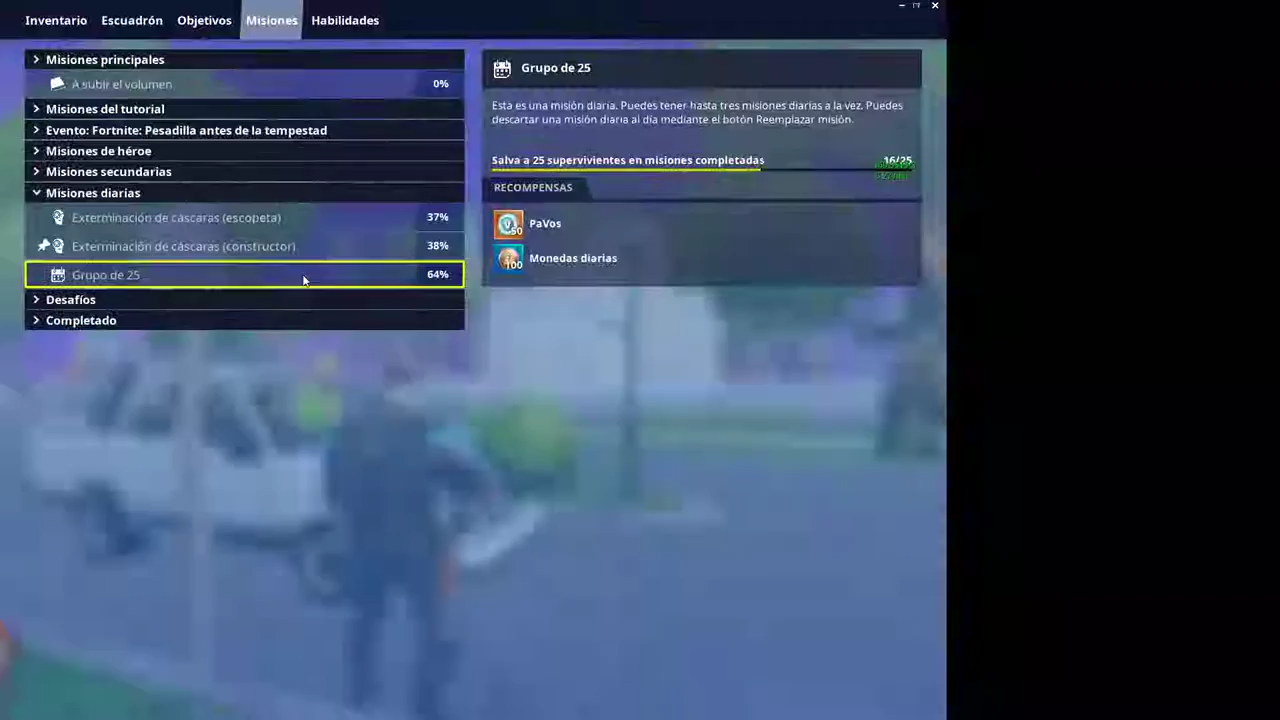 Inventario Escuadrón Objetivos Misiones Habilidades
Misiones principales
A subir el volumen 0%
Misiones del tutorial
Evento: Fortnite: Pesadilla antes de la tempestad
Misiones de héroe
Misiones secundarias
Misiones diarias
Exterminación de cáscaras (escopeta) 37%
Exterminación de cáscaras (constructor) 38%
Grupo de 25 64%
Desafíos
Completado
Grupo de 25
Esta es una misión diaria. Puedes tener hasta tres misiones diarias a la vez. Puedes
descartar una misión diaria al día mediante el botón Reemplazar misión.
Salva a 25 supervivientes en misiones completadas 16/25
RECOMPENSAS
50 PaVos
100 Monedas diarias